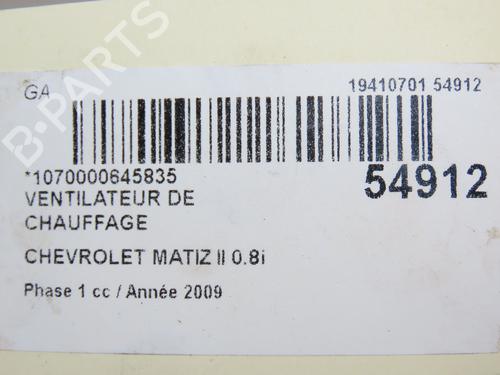 GA
19410701 54912
*1070000645835
54912
VENTILATEUR DE
CHAUFFAGE
CHEVROLET MATIZ II 0.8i
Phase 1 cc / Année 2009
B-PARTS